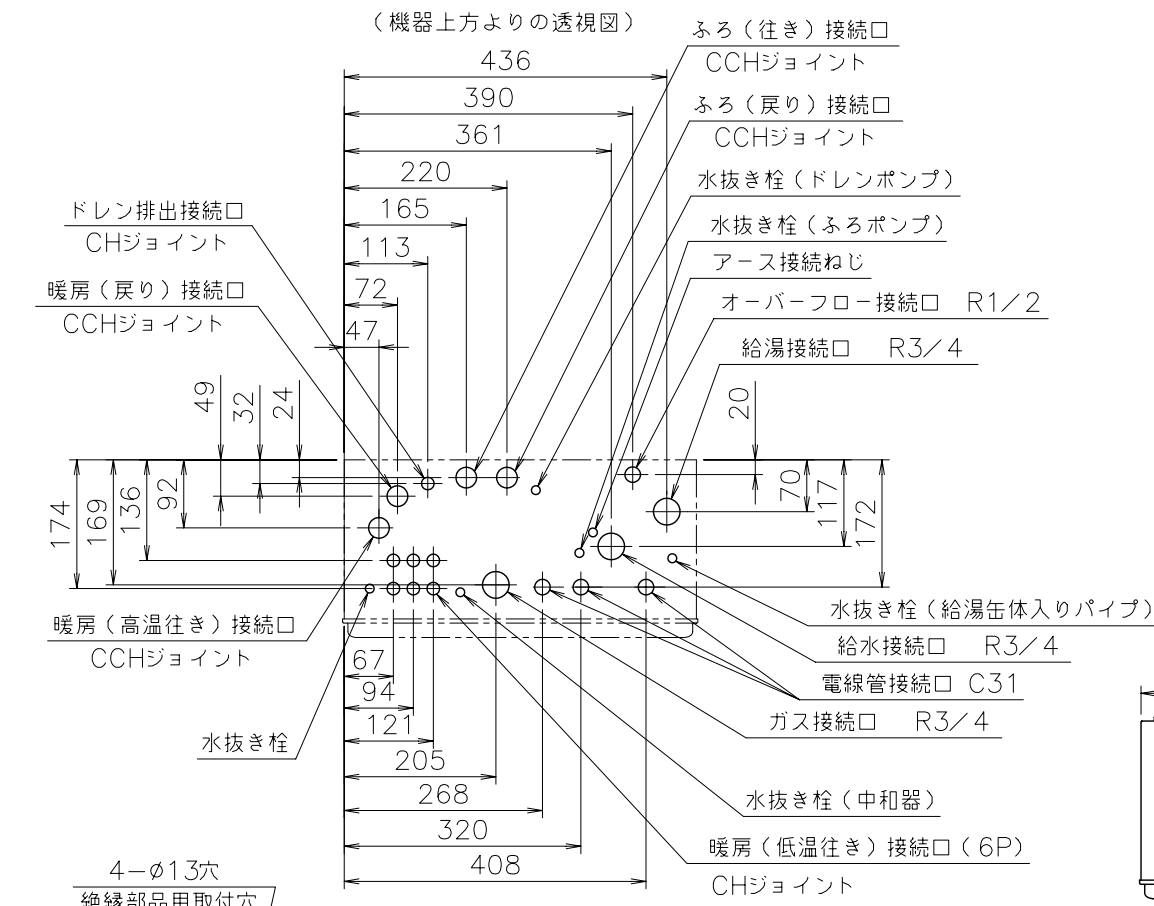 （機器上方よりの透視図）
ふろ（往き）接続口
CCHジョイント
436
390
ふろ（戻り）接続口
CCHジョイント
361
220
水抜き栓（ドレンポンプ）
ドレン排出接続口
CHジョイント
165
水抜き栓（ふろポンプ）
113
アース接続ねじ
暖房（戻り）接続口
CCHジョイント
72
オーバーフロー接続口 R1/2
47
給湯接続口 R3/4
49
32
24
20
174
169
136
92
70
117
172
暖房（高温往き）接続口
CCHジョイント
水抜き栓（給湯缶体入りパイプ）
給水接続口 R3/4
67
電線管接続口 C31
94
ガス接続口 R3/4
121
水抜き栓
205
268
水抜き栓（中和器）
320
暖房（低温往き）接続口（6P）
CHジョイント
408
4-φ13穴
絶縁部品用取付穴